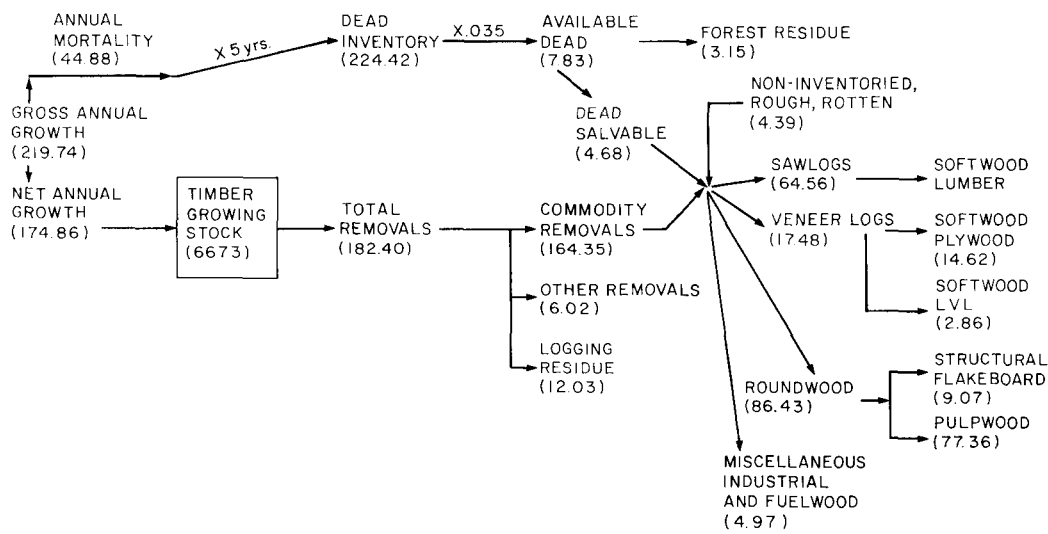 ANNUAL
MORTALITY
(44.88)
X 5 yrs.
DEAD
INVENTORY
(224.42)
X.035
AVAILABLE
DEAD
(7.83)
FOREST RESIDUE
(3.15)
GROSS ANNUAL
GROWTH
(219.74)
DEAD
SALVABLE
(4.68)
NON-INVENTORIED,
ROUGH, ROTTEN
(4.39)
NET ANNUAL
GROWTH
(174.86)
TIMBER
GROWING
STOCK
(6673)
TOTAL
REMOVALS
(182.40)
COMMODITY
REMOVALS
(164.35)
OTHER REMOVALS
(6.02)
LOGGING
RESIDUE
(12.03)
SAWLOGS
(64.56)
SOFTWOOD
LUMBER
VENEER LOGS
(17.48)
SOFTWOOD
PLYWOOD
(14.62)
SOFTWOOD
LVL
(2.86)
ROUNDWOOD
(86.43)
STRUCTURAL
FLAKEBOARD
(9.07)
PULPWOOD
(77.36)
MISCELLANEOUS
INDUSTRIAL
AND FUELWOOD
(4.97)